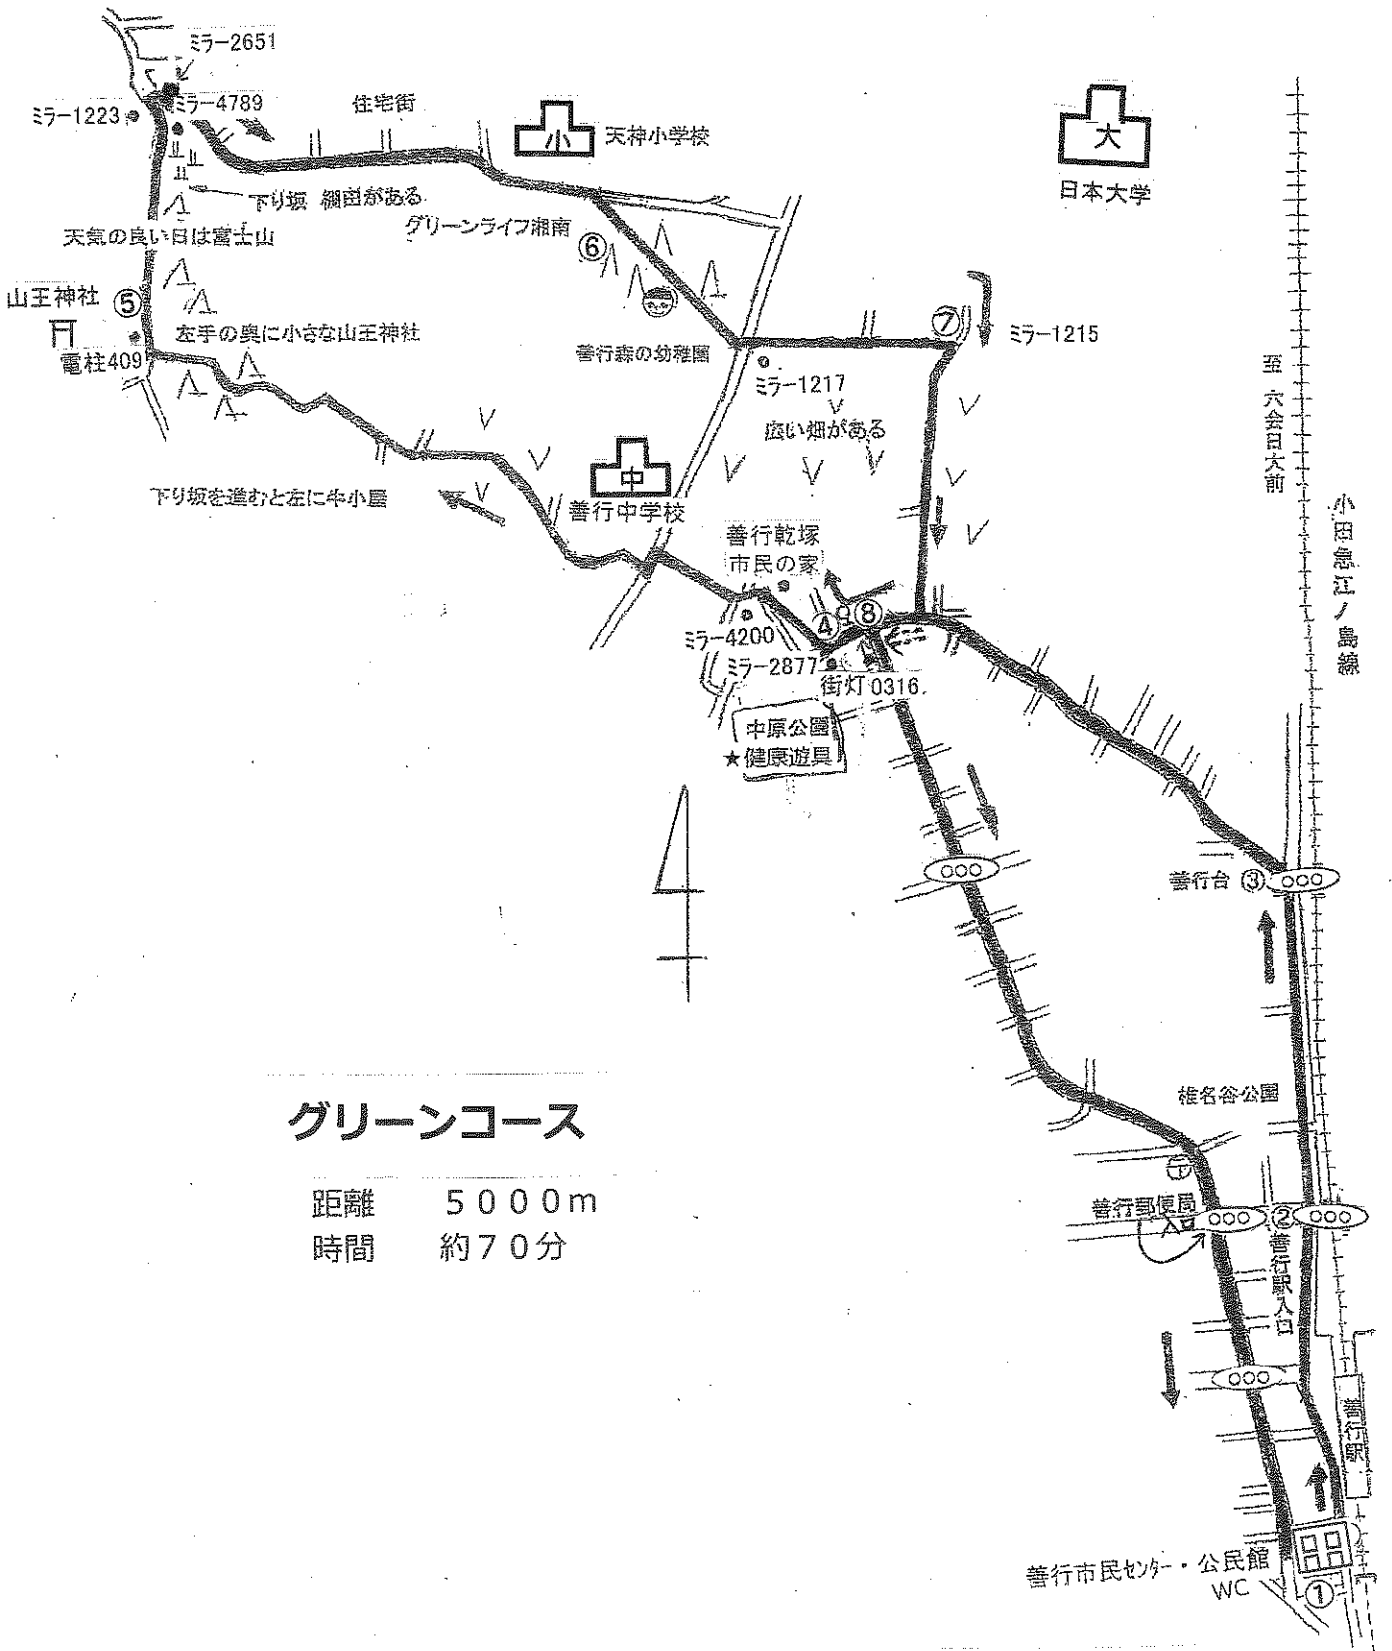 ミラー2651
ミラー1223
ミラー4789
住宅街
小
天神小学校
大
日本大学
下り坂 棚田がある
グリーンライフ湘南
天気の良い日は富士山
⑥
山王神社
⑤
左手の奥に小さな山王神社
電柱409
善行森の幼稚園
⑦
ミラー1215
ミラー1217
広い畑がある
至 六会日大前
小田急江ノ島線
中
善行中学校
下り坂を進むと左に牛小屋
善行乾塚
市民の家
④
⑧
ミラー4200
ミラー2877
街灯0316.
中原公園
★健康遊具
善行台 ③
グリーンコース
距離 5000m
時間 約70分
椎名谷公園
善行郵便局
②善行駅入口
善行駅
善行市民センター・公民館
WC
①